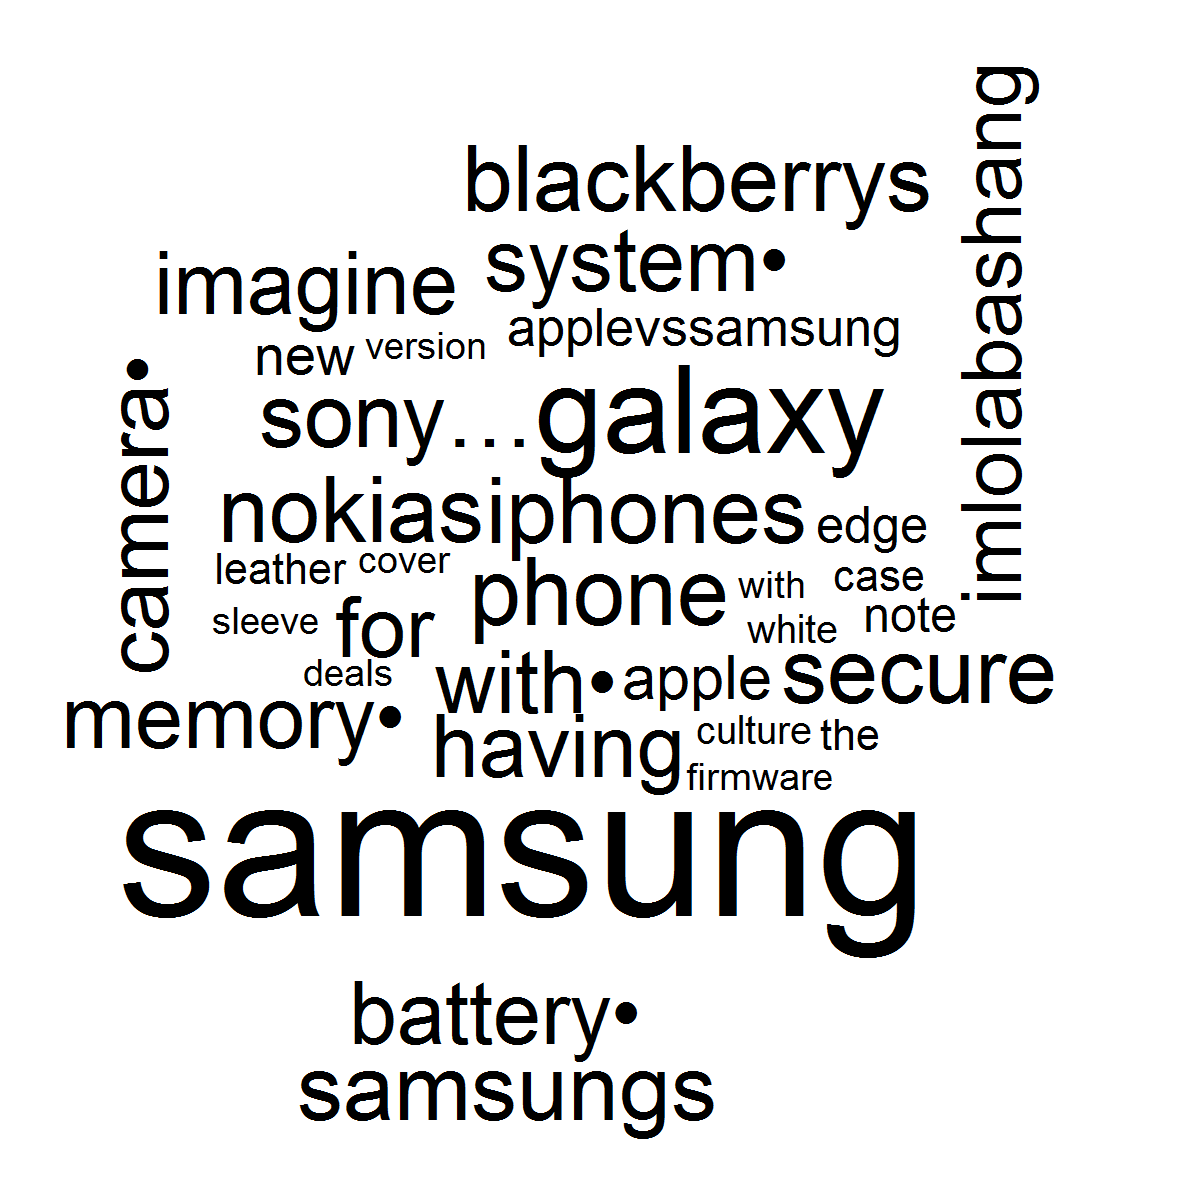 imlolabashang
blackberrys
system•
imagine
applevssamsung
new version
camera•
sony…galaxy
nokiasiphones edge
leather cover phone with case
sleeve for white note
deals with• apple secure
memory• having culture the
firmware
samsung
battery•
samsungs